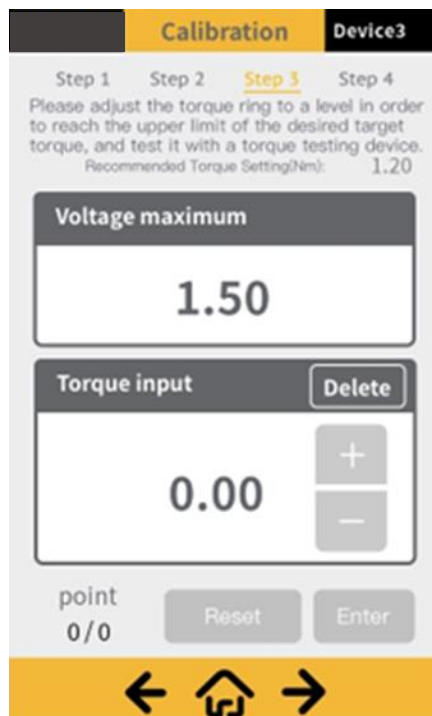 Calibration Device3
Step 1 Step 2 Step 3 Step 4
Please adjust the torque ring to a level in order
to reach the upper limit of the desired target
torque, and test it with a torque testing device.
Recommended Torque Setting(Nm): 1.20
Voltage maximum
1.50
Torque input Delete
+
0.00
−
point
0/0
Reset Enter